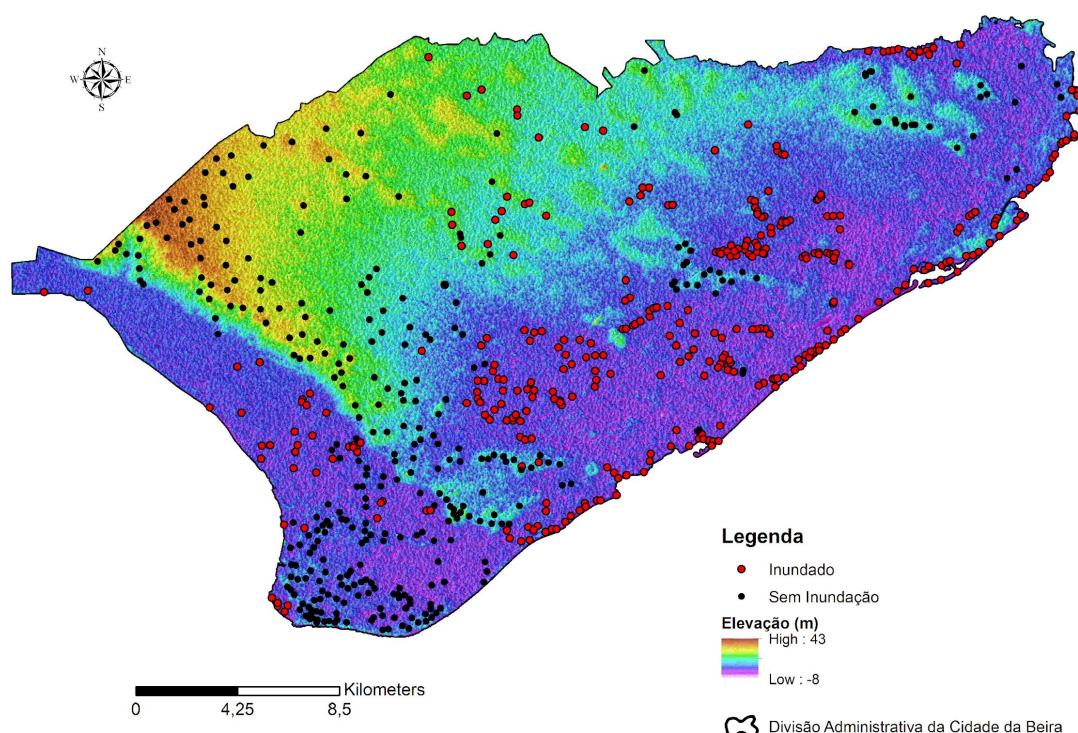 N
W E
S
Legenda
Inundado
Sem Inundação
Elevação (m)
High : 43
Low : -8
Kilometers
0 4,25 8,5
Divisão Administrativa da Cidade da Beira